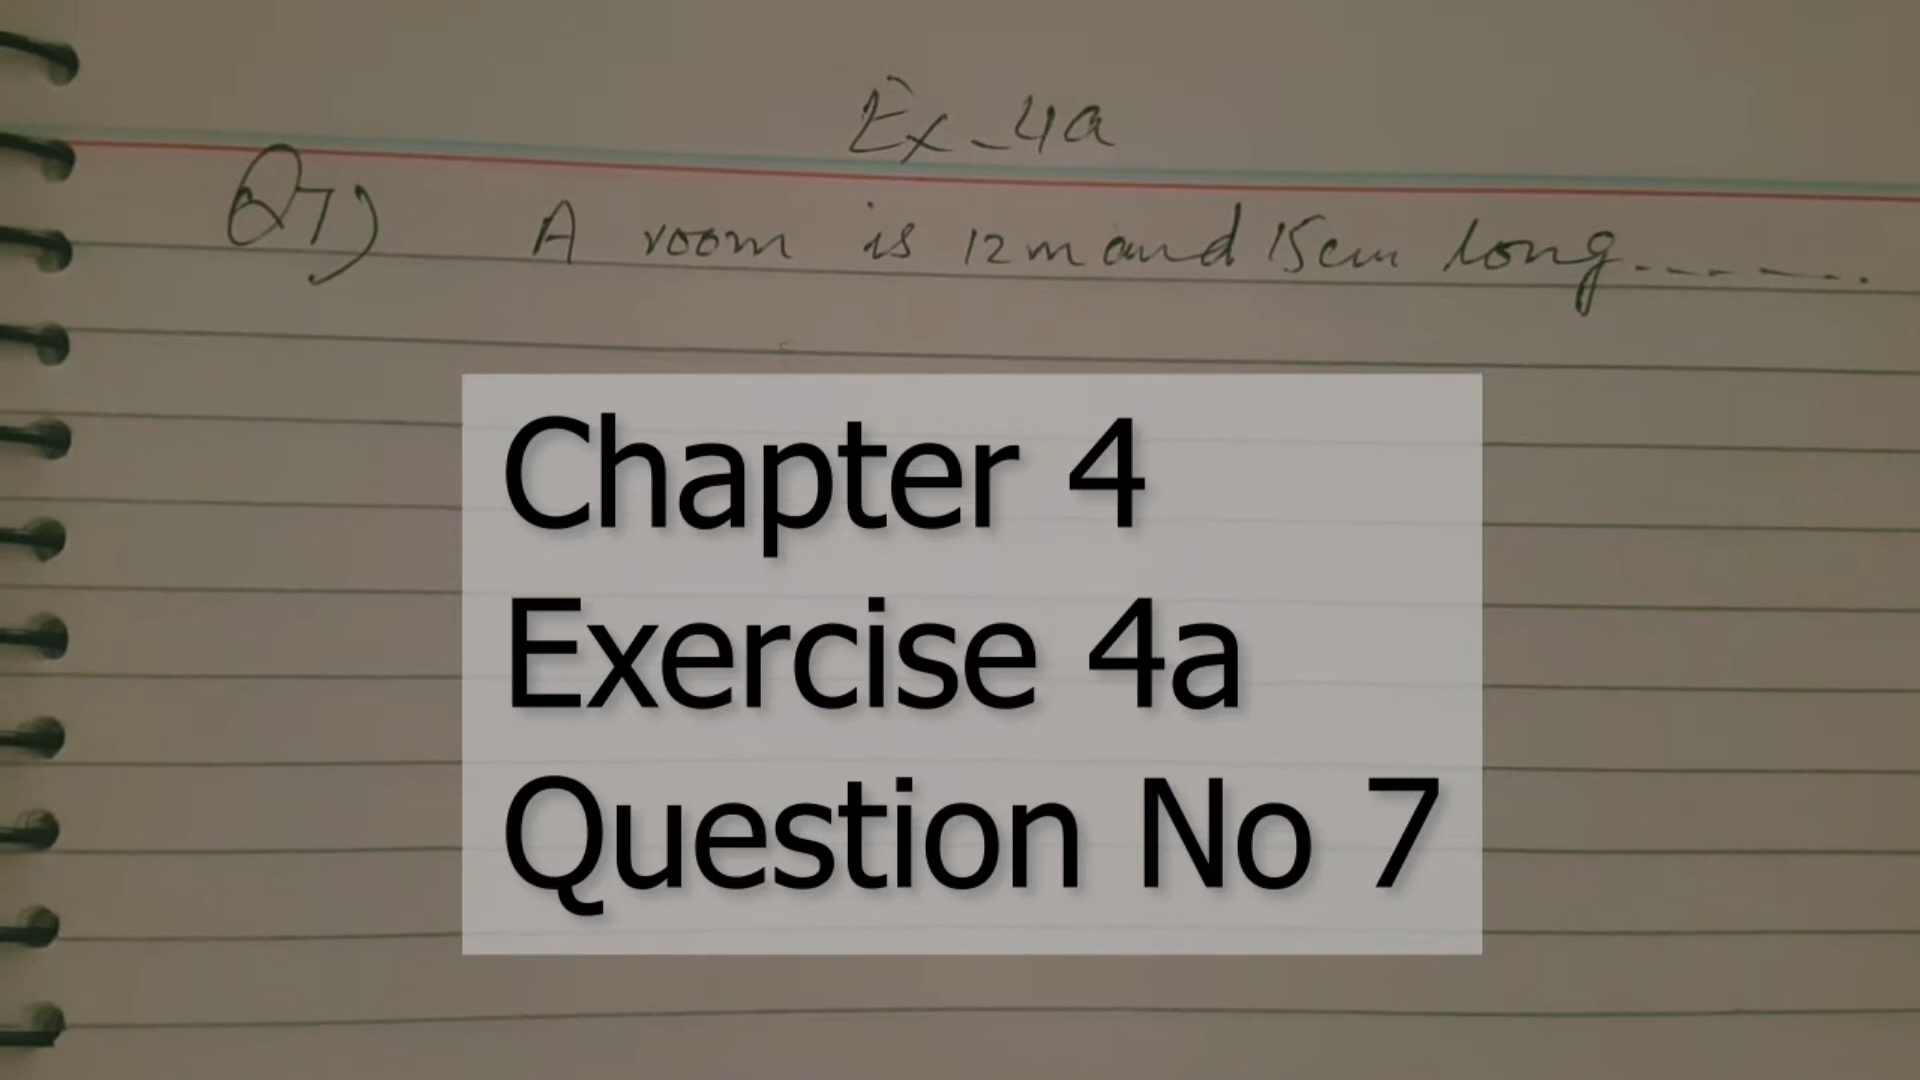 Ex-4a
Q7) A room is 12m and 15cm long.......
Chapter 4
Exercise 4a
Question No 7